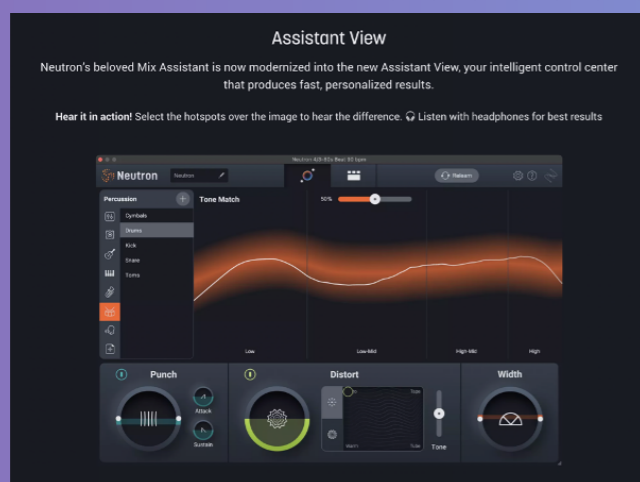 Assistant View
Neutron's beloved Mix Assistant is now modernized into the new Assistant View, your intelligent control center
that produces fast, personalized results.
Hear it in action! Select the hotspots over the image to hear the difference. 🎧 Listen with headphones for best results
Neutron Neutron Relearn
Percussion Tone Match 50%
Cymbals
Drums
Kick
Snare
Toms
Low Low-Mid High-Mid High
Punch Distort Width
Attack
Sustain
Tube
Warm Tube Tone